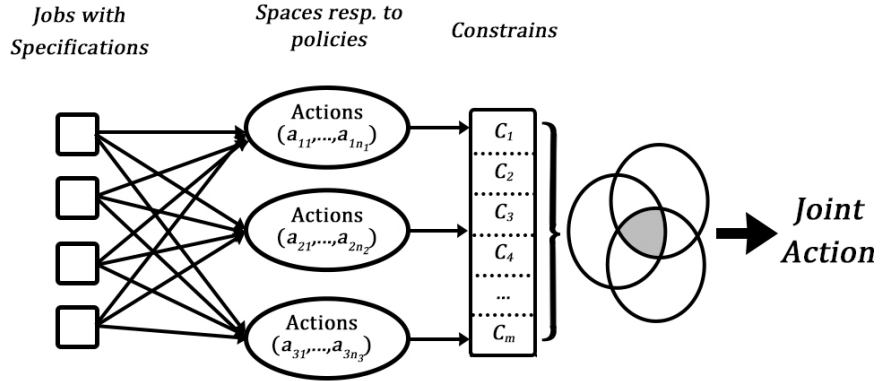 Jobs with
Specifications
Spaces resp. to
policies
Constrains
Actions
(a₁₁,...,a₁ₙ₁)
Actions
(a₂₁,...,a₂ₙ₂)
Actions
(a₃₁,...,a₃ₙ₃)
C₁
C₂
C₃
C₄
...
Cₘ
Joint
Action